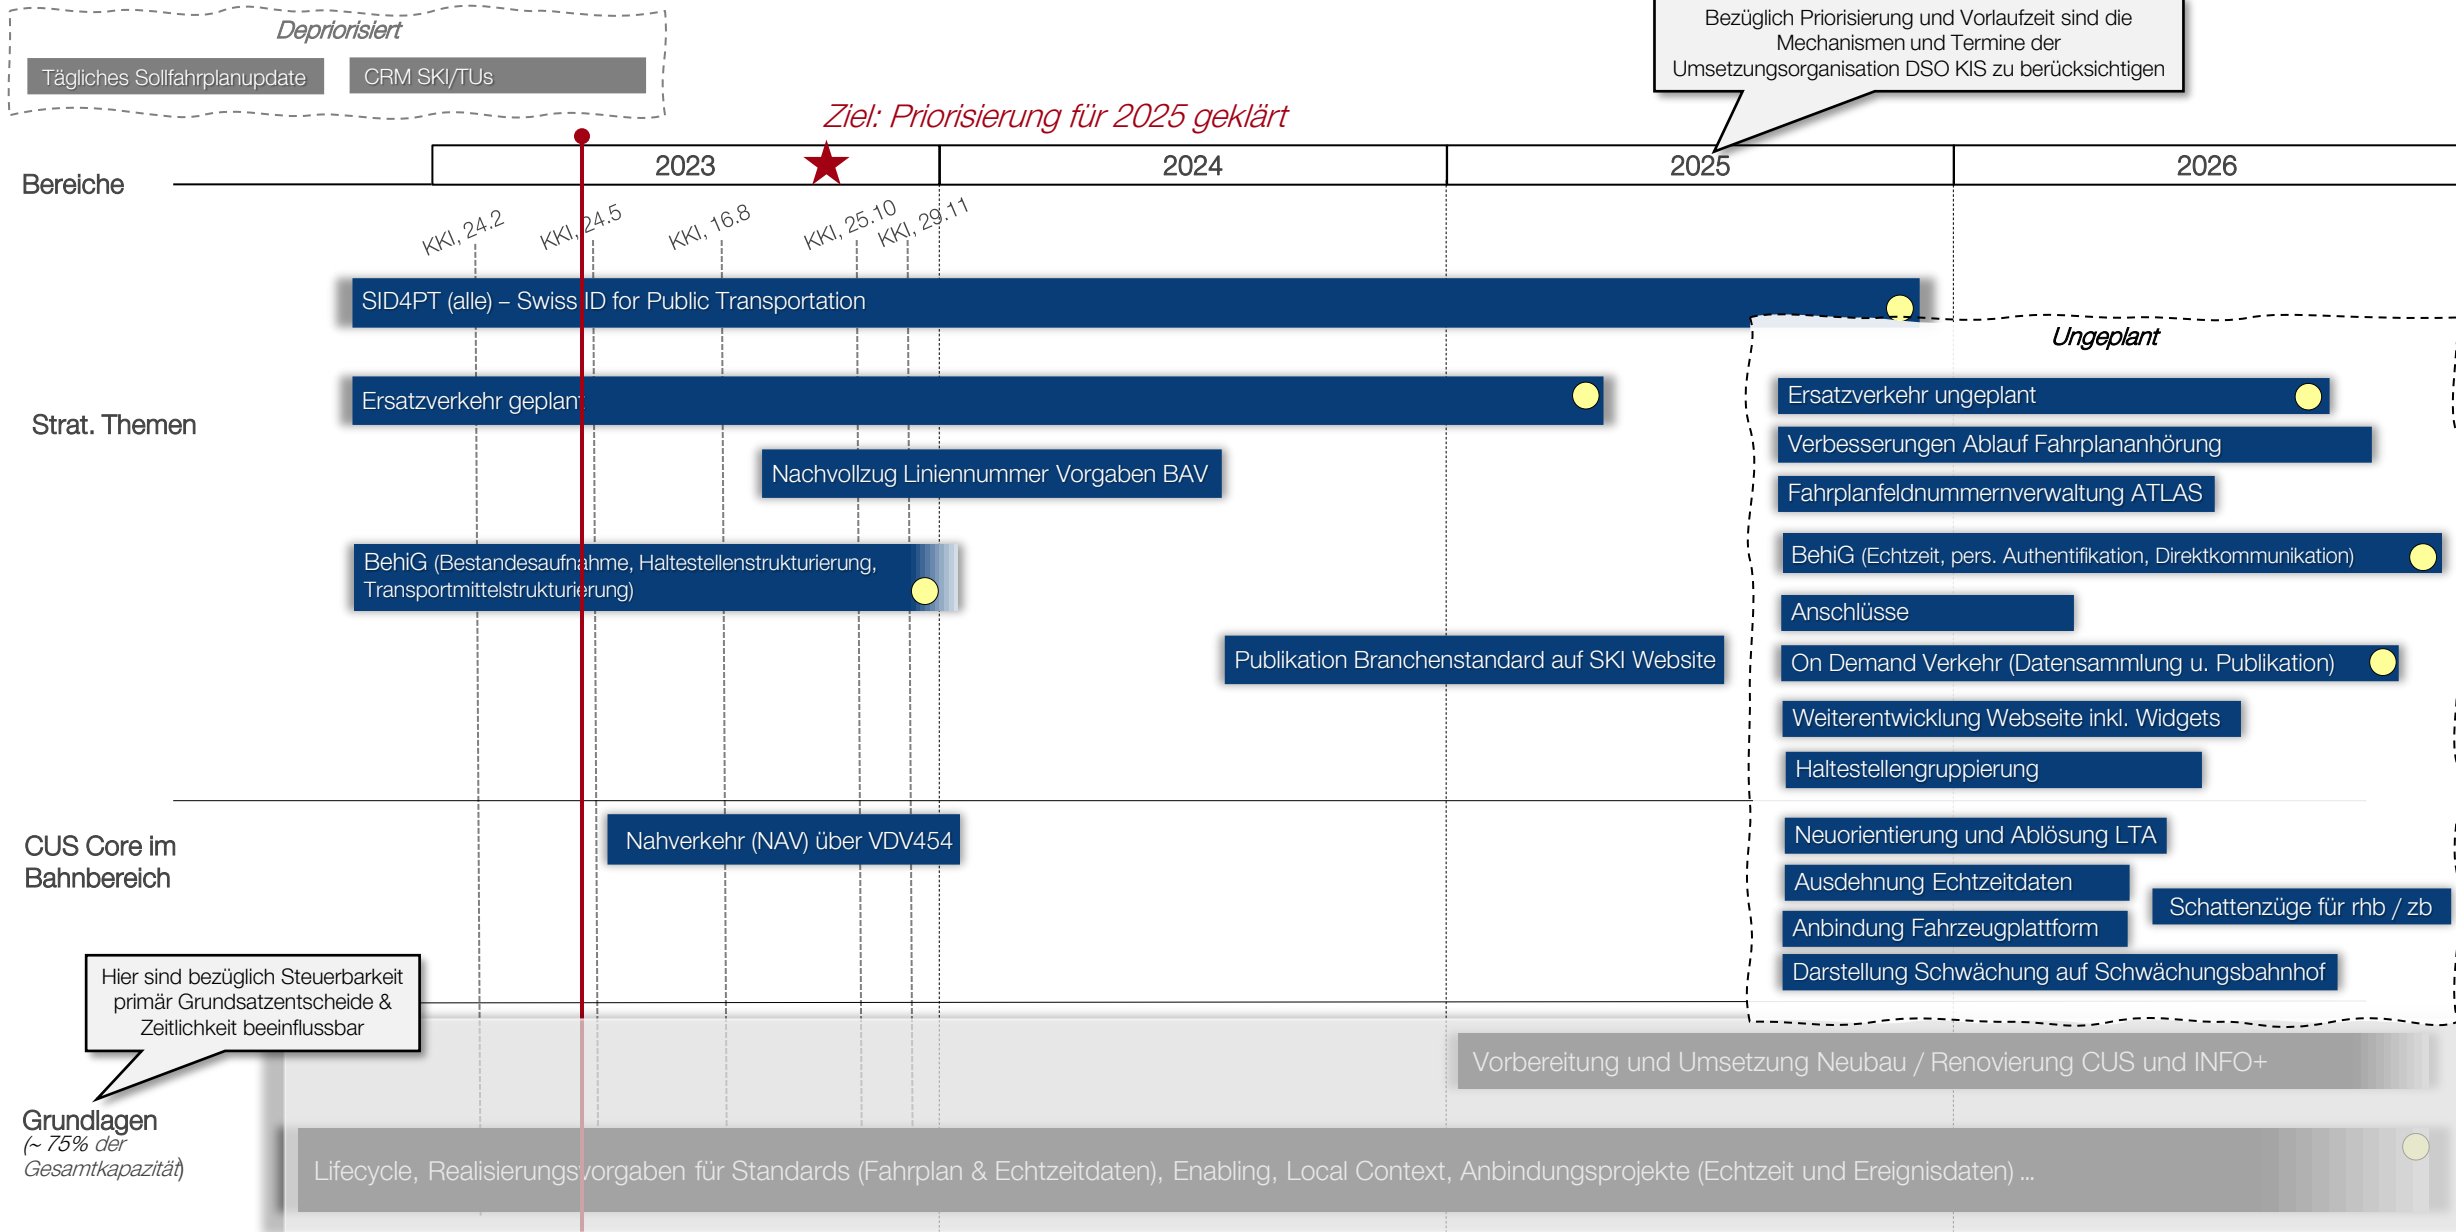 Depriorisiert
Tägliches Sollfahrplanupdate
CRM SKI/TUs
Bezüglich Priorisierung und Vorlaufzeit sind die
Mechanismen und Termine der
Umsetzungsorganisation DSO KIS zu berücksichtigen
Ziel: Priorisierung für 2025 geklärt
Bereiche
2023
2024
2025
2026
KKI, 24.2
KKI, 24.5
KKI, 16.8
KKI, 25.10
KKI, 29.11
SID4PT (alle) – Swiss ID for Public Transportation
Ungeplant
Strat. Themen
Ersatzverkehr geplant
Nachvollzug Liniennummer Vorgaben BAV
BehiG (Bestandesaufnahme, Haltestellenstrukturierung,
Transportmittelstrukturierung)
Publikation Branchenstandard auf SKI Website
Ersatzverkehr ungeplant
Verbesserungen Ablauf Fahrplananhörung
Fahrplanfeldnummernverwaltung ATLAS
BehiG (Echtzeit, pers. Authentifikation, Direktkommunikation)
Anschlüsse
On Demand Verkehr (Datensammlung u. Publikation)
Weiterentwicklung Webseite inkl. Widgets
Haltestellengruppierung
CUS Core im
Bahnbereich
Nahverkehr (NAV) über VDV454
Neuorientierung und Ablösung LTA
Ausdehnung Echtzeitdaten
Schattenzüge für rhb / zb
Anbindung Fahrzeugplattform
Darstellung Schwächung auf Schwächungsbahnhof
Hier sind bezüglich Steuerbarkeit
primär Grundsatzentscheide &
Zeitlichkeit beeinflussbar
Grundlagen
(~ 75% der
Gesamtkapazität)
Vorbereitung und Umsetzung Neubau / Renovierung CUS und INFO+
Lifecycle, Realisierungsvorgaben für Standards (Fahrplan & Echtzeitdaten), Enabling, Local Context, Anbindungsprojekte (Echtzeit und Ereignisdaten) ...